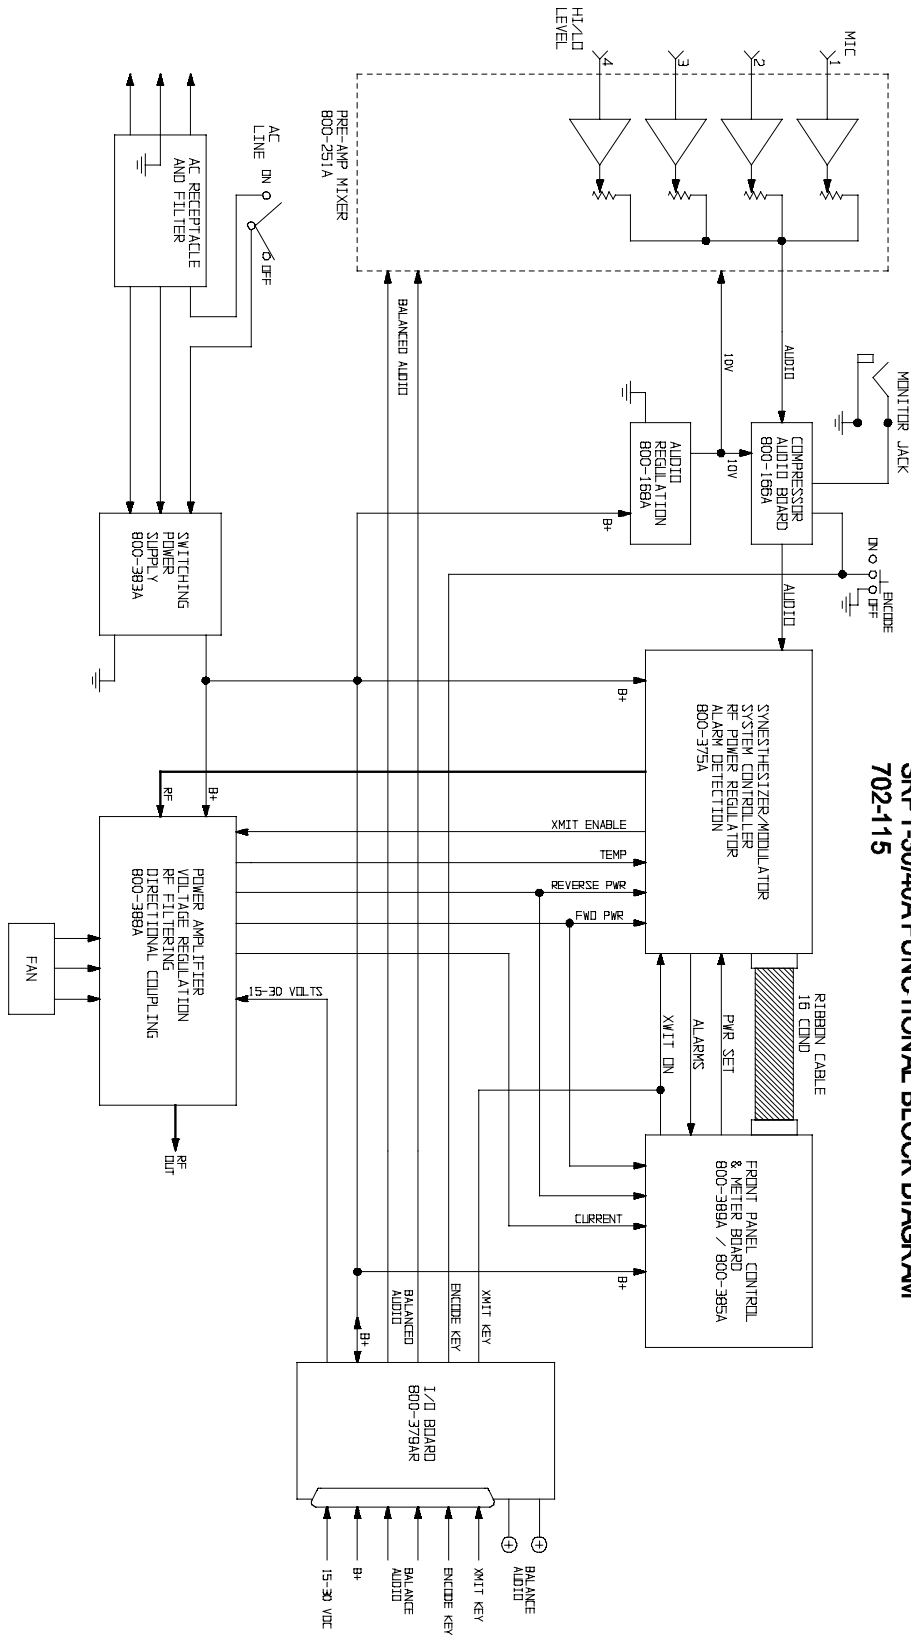 SRPT-30/40A FUNCTIONAL BLOCK DIAGRAM
702-115
MIC
1
2
3
4
HI/LO
LEVEL
PRE-AMP MIXER
800-251A
MONITOR JACK
AUDIO
COMPRESSOR
AUDIO BOARD
800-166A
10V
10V
AUDIO
REGULATION
800-168A
B+
ENCODE
ON
OFF
AUDIO
BALANCED AUDIO
SYNESTHESIZER/MODULATOR
SYSTEM CONTROLLER
RF POWER REGULATOR
ALARM DETECTION
800-375A
B+
RIBBON CABLE
16 COND
PWR SET
ALARMS
XWIT ON
FRONT PANEL CONTROL
& METER BOARD
800-389A / 800-385A
CURRENT
B+
XMIT ENABLE
TEMP
REVERSE PWR
FWD PWR
15-30 VOLTS
XMIT KEY
ENCODE KEY
BALANCED
AUDIO
B+
I/O BOARD
800-379AR
BALANCE
AUDIO
XMIT KEY
ENCODE KEY
BALANCE
AUDIO
B+
15-30 VDC
AC
LINE
ON
OFF
AC RECEPTACLE
AND FILTER
SWITCHING
POWER
SUPPLY
800-383A
B+
RF
POWER AMPLIFIER
VOLTAGE REGULATION
RF FILTERING
DIRECTIONAL COUPLING
800-388A
RF
OUT
FAN